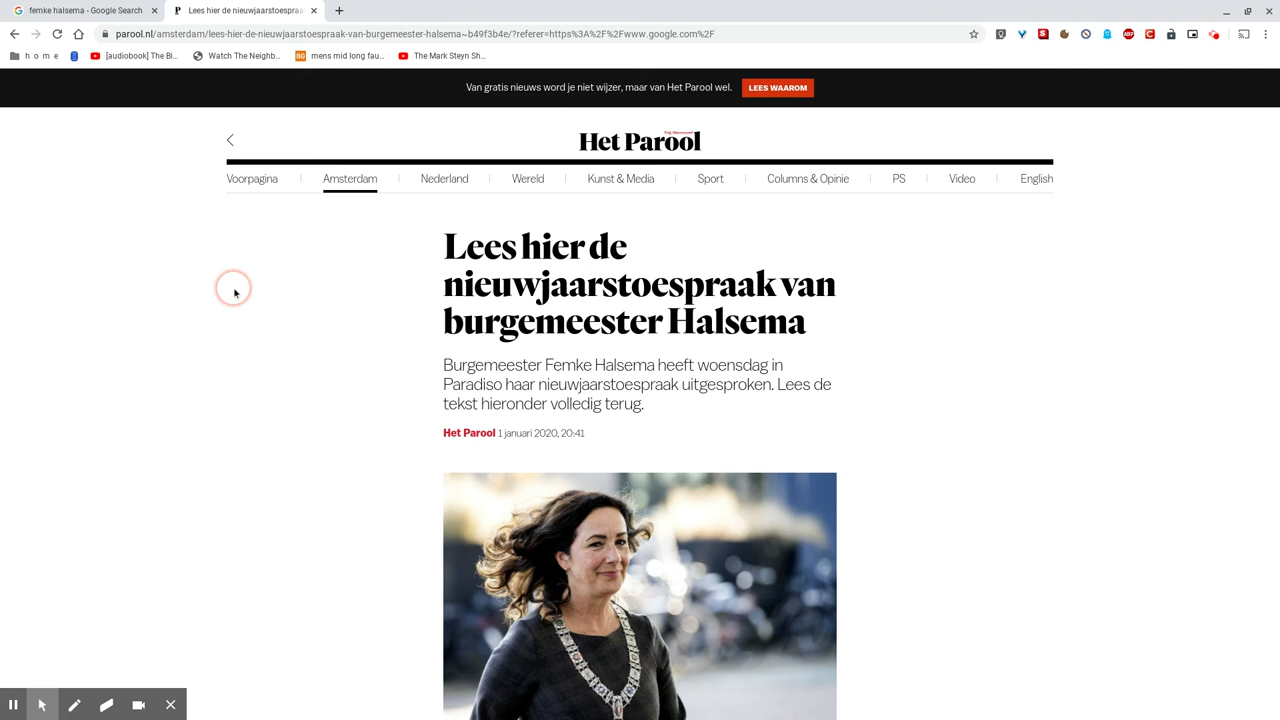 femke halsema - Google Search
Lees hier de nieuwjaarstoespraa
parool.nl/amsterdam/lees-hier-de-nieuwjaarstoespraak-van-burgemeester-halsema~b49f3b4e/?referer=https%3A%2F%2Fwww.google.com%2F
h o m e
[audiobook] The Bi...
Watch The Neighb...
mens mid long fau...
The Mark Steyn Sh...
Van gratis nieuws word je niet wijzer, maar van Het Parool wel. LEES WAAROM
Het Parool
Voorpagina Amsterdam Nederland Wereld Kunst & Media Sport Columns & Opinie PS Video English
Lees hier de
nieuwjaarstoespraak van
burgemeester Halsema
Burgemeester Femke Halsema heeft woensdag in
Paradiso haar nieuwjaarstoespraak uitgesproken. Lees de
tekst hieronder volledig terug.
Het Parool 1 januari 2020, 20:41